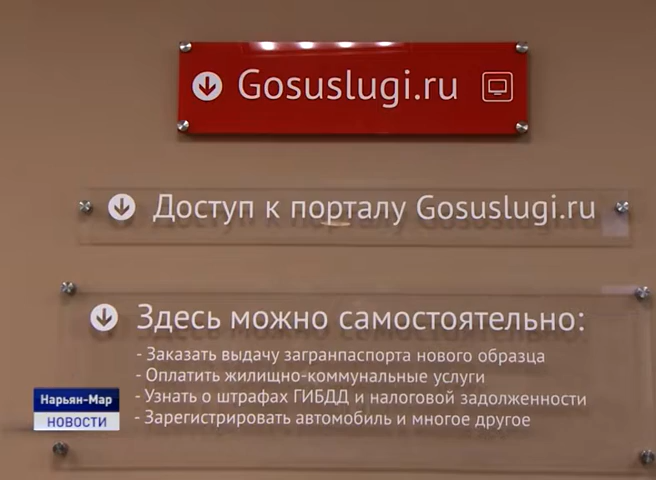 Gosuslugi.ru
Доступ к порталу Gosuslugi.ru
Здесь можно самостоятельно:
- Заказать выдачу загранпаспорта нового образца
- Оплатить жилищно-коммунальные услуги
- Узнать о штрафах ГИБДД и налоговой задолженности
- Зарегистрировать автомобиль и многое другое
Нарьян-Мар
НОВОСТИ